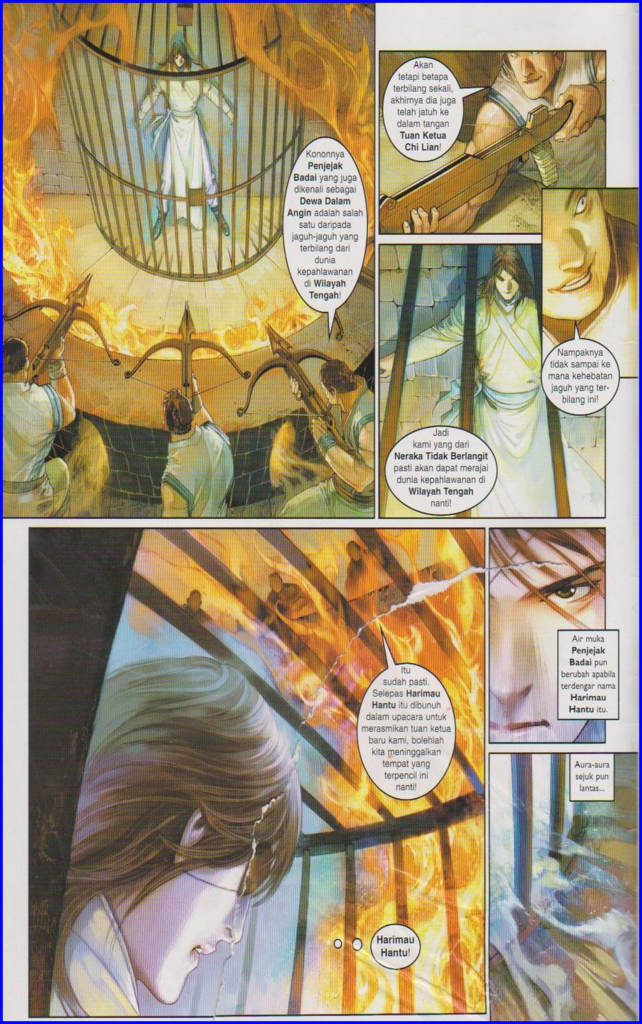 Kononnya
Penjejak
Badai yang juga
dikenali sebagai
Dewa Dalam
Angin adalah salah
satu daripada
jaguh-jaguh yang
terbilang dari
dunia
kepahlawanan
di Wilayah
Tengah!
Akan
tetapi betapa
terbilang sekali,
akhirnya dia juga
telah jatuh ke
dalam tangan
Tuan Ketua
Chi Lian!
Nampaknya
tidak sampai ke
mana kehebatan
jaguh yang ter-
bilang ini!
Jadi
kami yang dari
Neraka Tidak Berlangit
pasti akan dapat merajai
dunia kepahlawanan di
Wilayah Tengah
nanti!
Itu
sudah pasti.
Selepas Harimau
Hantu itu dibunuh
dalam upacara untuk
merasmikan tuan ketua
baru kami, bolehlah
kita meninggalkan
tempat yang
terpencil ini
nanti!
Harimau
Hantu!
Air muka
Penjejak
Badai pun
berubah apabila
terdengar nama
Harimau
Hantu itu.
Aura-aura
sejuk pun
lantas...